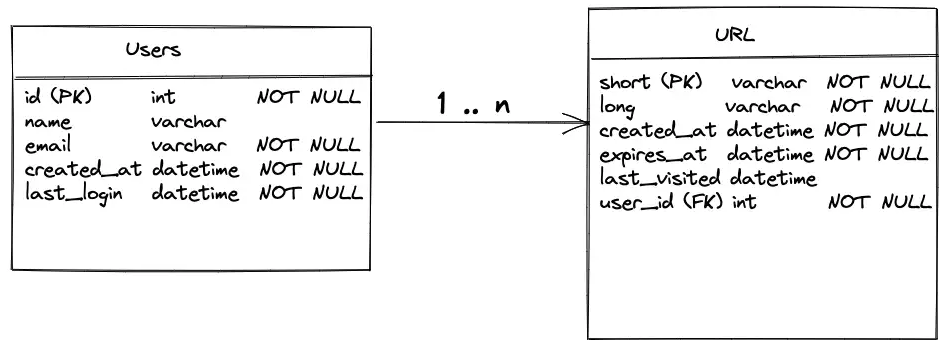 Users
id (PK) int NOT NULL
name varchar
email varchar NOT NULL
created_at datetime NOT NULL
last_login datetime NOT NULL
1 .. n
URL
short (PK) varchar NOT NULL
long varchar NOT NULL
created_at datetime NOT NULL
expires_at datetime NOT NULL
last_visited datetime
user_id (FK) int NOT NULL